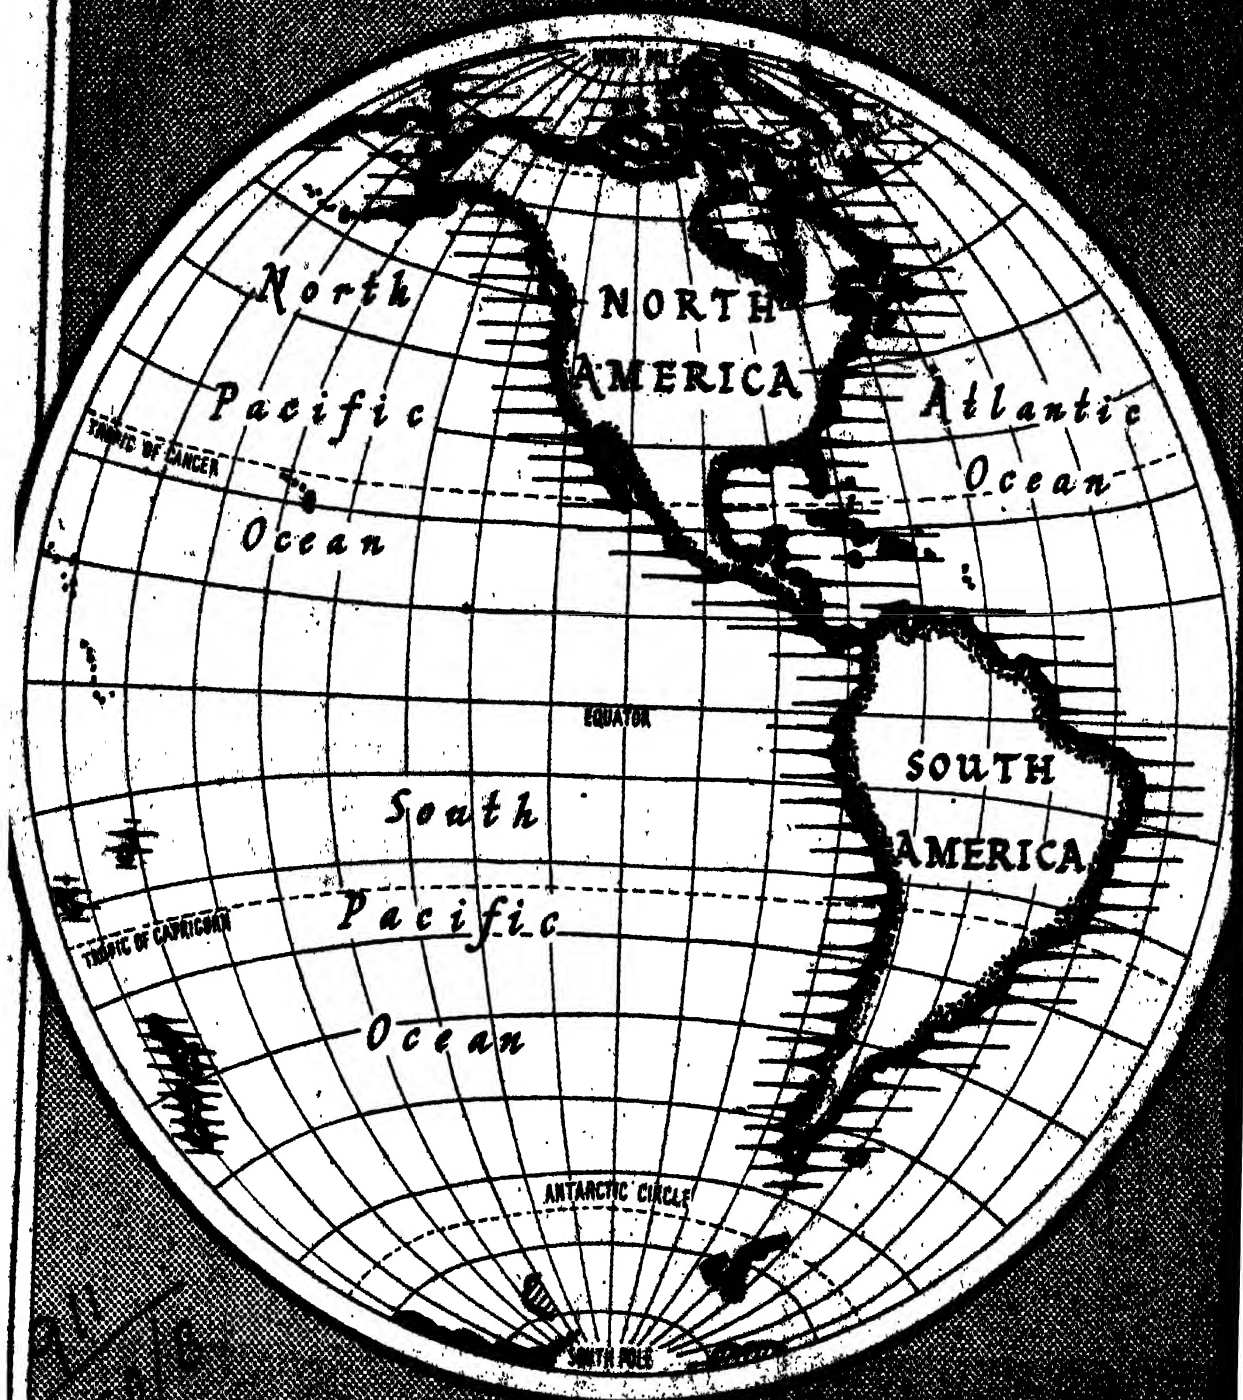 NORTH POLE
North
Pacific
Ocean
TROPIC OF CANCER
NORTH
AMERICA
Atlantic
Ocean
EQUATOR
SOUTH
AMERICA
South
Pacific
Ocean
TROPIC OF CAPRICORN
ANTARCTIC CIRCLE
SOUTH POLE